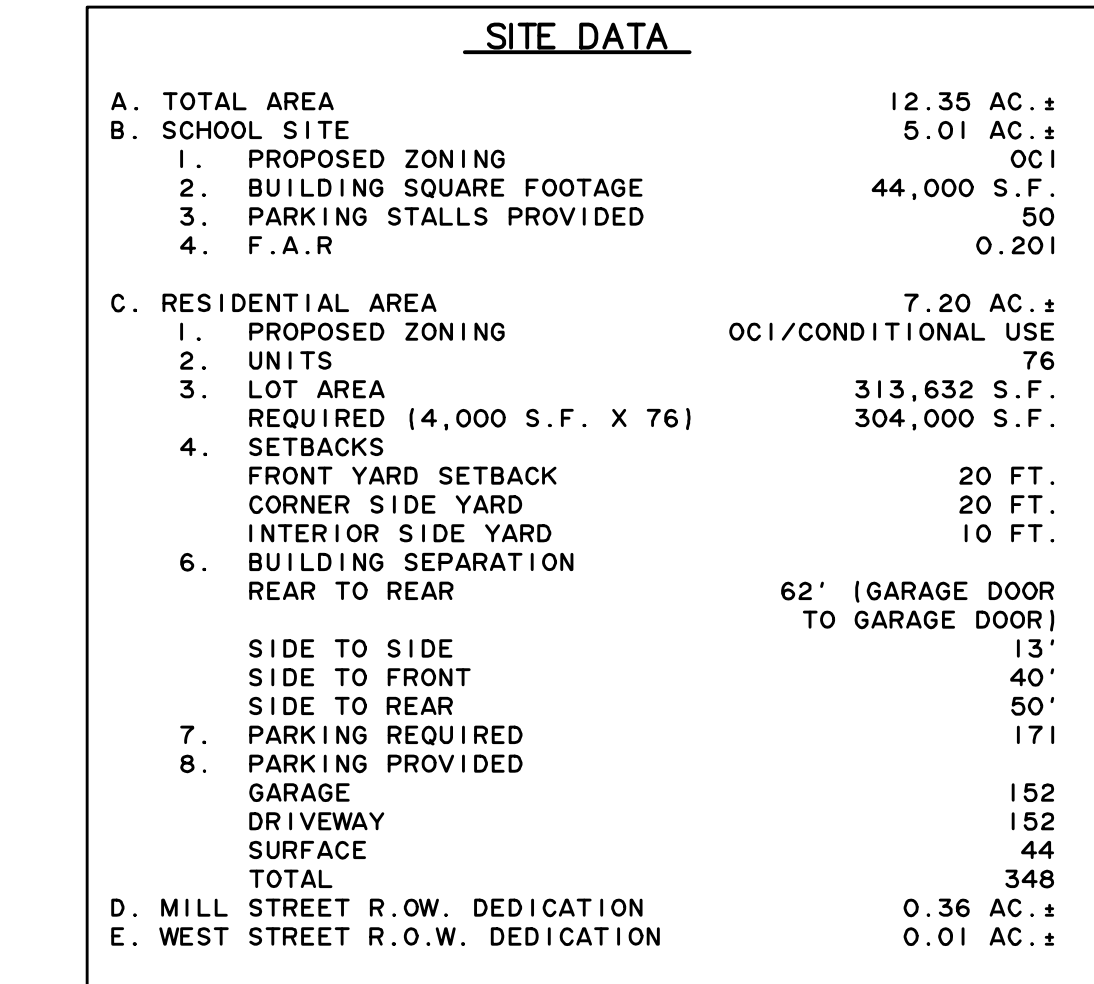 SITE DATA
A. TOTAL AREA 12.35 AC.±
B. SCHOOL SITE 5.01 AC.±
1. PROPOSED ZONING OCI
2. BUILDING SQUARE FOOTAGE 44,000 S.F.
3. PARKING STALLS PROVIDED 50
4. F.A.R 0.201
C. RESIDENTIAL AREA 7.20 AC.±
1. PROPOSED ZONING OCI/CONDITIONAL USE
2. UNITS 76
3. LOT AREA 313,632 S.F.
REQUIRED (4,000 S.F. X 76) 304,000 S.F.
4. SETBACKS
FRONT YARD SETBACK 20 FT.
CORNER SIDE YARD 20 FT.
INTERIOR SIDE YARD 10 FT.
6. BUILDING SEPARATION
REAR TO REAR 62' (GARAGE DOOR
TO GARAGE DOOR)
SIDE TO SIDE 13'
SIDE TO FRONT 40'
SIDE TO REAR 50'
7. PARKING REQUIRED 171
8. PARKING PROVIDED
GARAGE 152
DRIVEWAY 152
SURFACE 44
TOTAL 348
D. MILL STREET R.OW. DEDICATION 0.36 AC.±
E. WEST STREET R.O.W. DEDICATION 0.01 AC.±